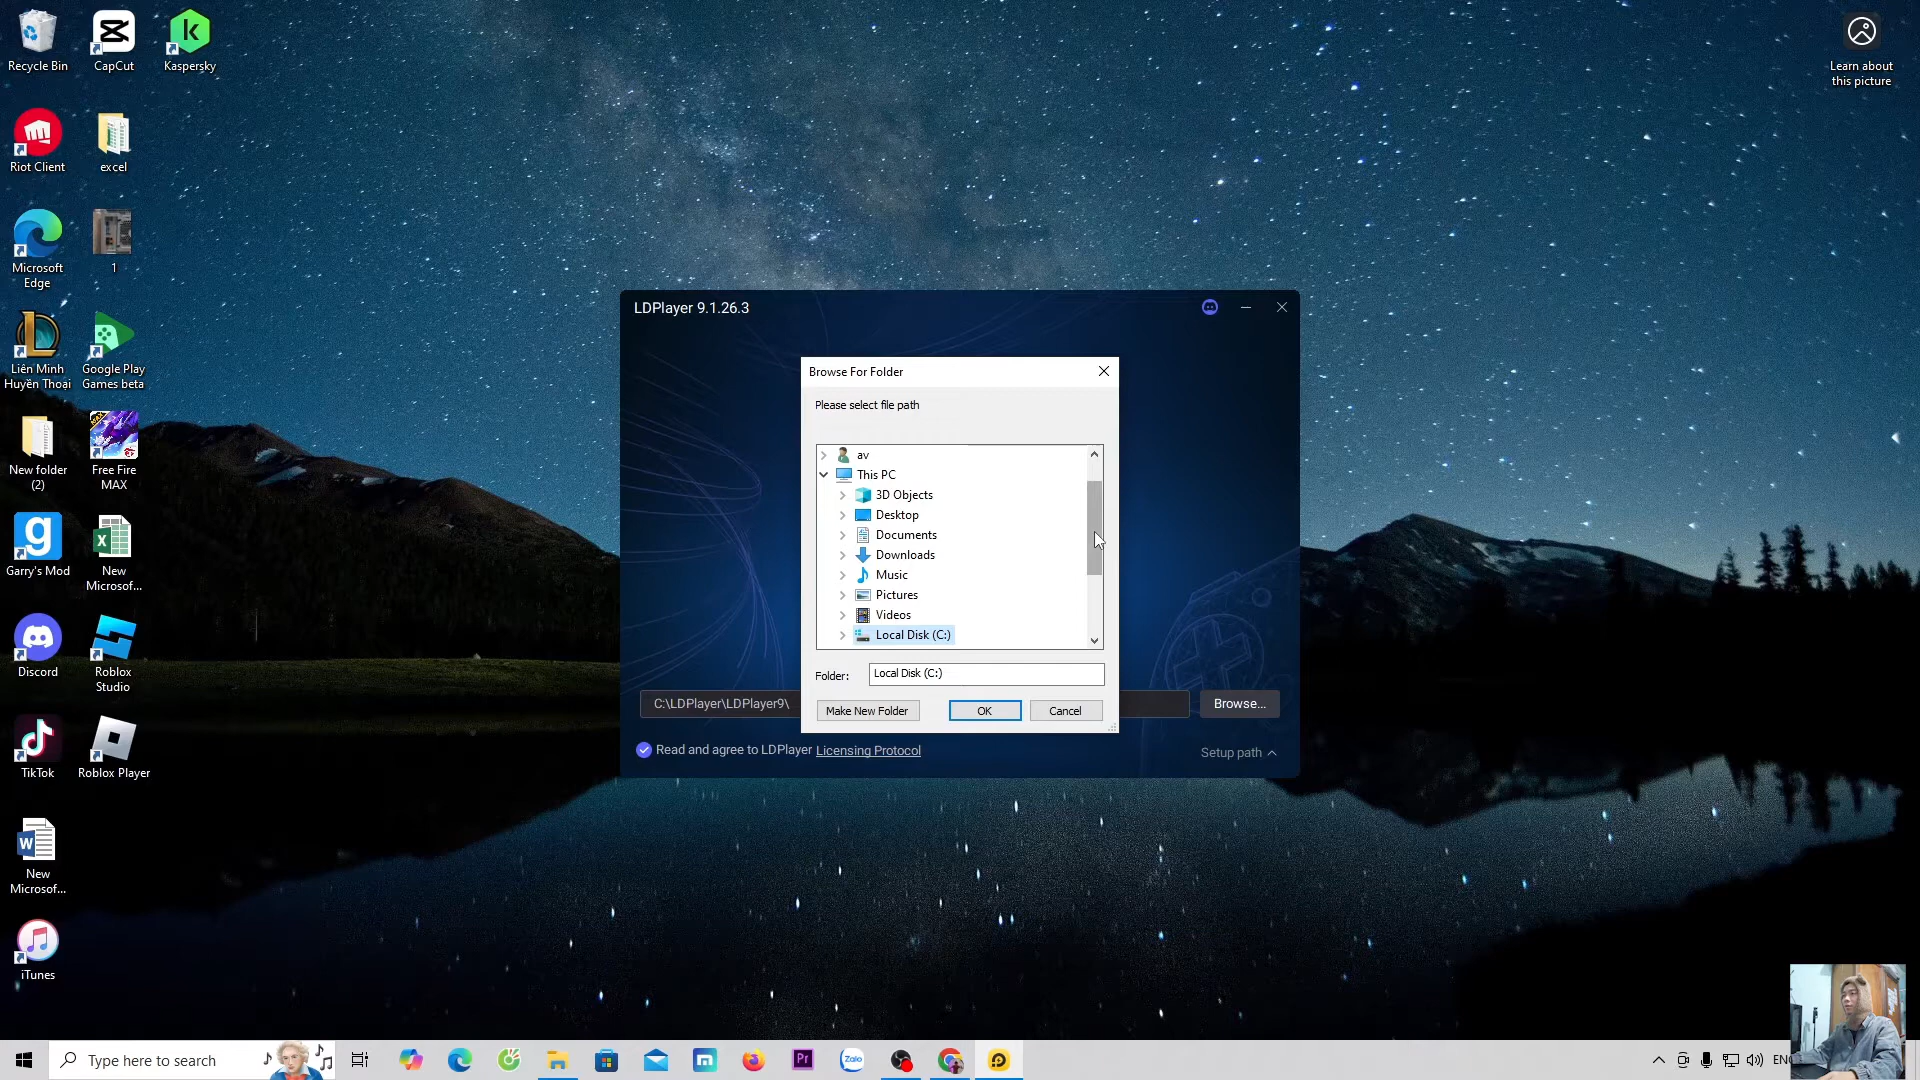 Recycle Bin
CapCut
Kaspersky
Learn about
this picture
Riot Client
excel
Microsoft
Edge
1
Liên Minh
Huyền Thoại
Google Play
Games beta
New folder
(2)
Free Fire
MAX
Garry's Mod
New
Microsof...
Discord
Roblox
Studio
TikTok
Roblox Player
New
Microsof...
iTunes
LDPlayer 9.1.26.3
Browse For Folder
Please select file path
av
This PC
3D Objects
Desktop
Documents
Downloads
Music
Pictures
Videos
Local Disk (C:)
Folder:
Local Disk (C:)
Make New Folder
OK
Cancel
C:\LDPlayer\LDPlayer9\
Browse...
Read and agree to LDPlayer Licensing Protocol
Setup path
Type here to search
Pr
Zalo